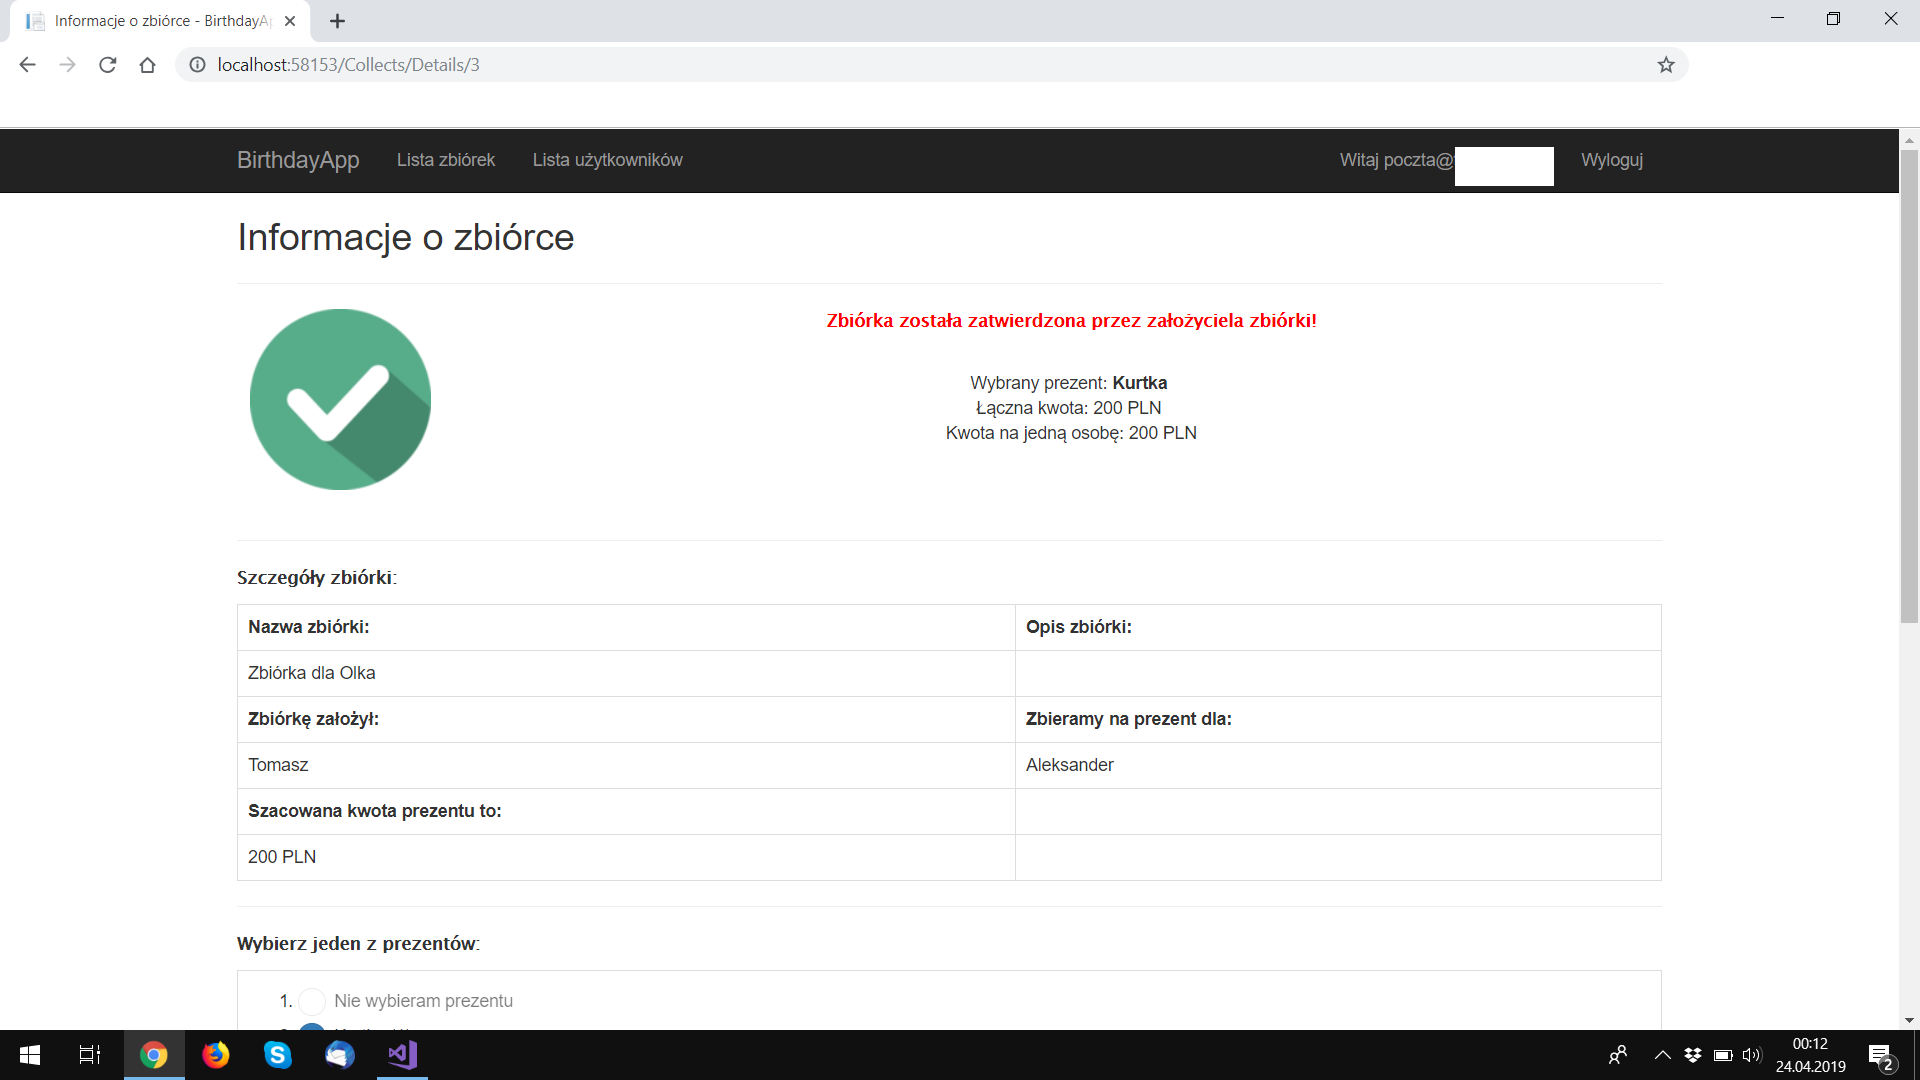 Informacje o zbiórce - BirthdayA
localhost:58153/Collects/Details/3
BirthdayApp Lista zbiórek Lista użytkowników Witaj poczta@ Wyloguj
Informacje o zbiórce
Zbiórka została zatwierdzona przez założyciela zbiórki!
Wybrany prezent: Kurtka
Łączna kwota: 200 PLN
Kwota na jedną osobę: 200 PLN
Szczegóły zbiórki:
Nazwa zbiórki: Opis zbiórki:
Zbiórka dla Olka
Zbiórkę założył: Zbieramy na prezent dla:
Tomasz Aleksander
Szacowana kwota prezentu to:
200 PLN
Wybierz jeden z prezentów:
1. Nie wybieram prezentu
00:12
24.04.2019
2